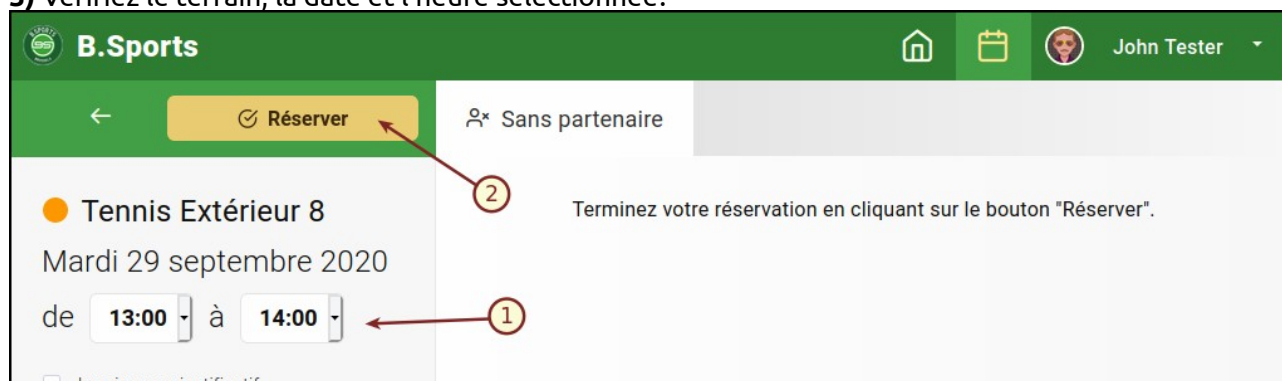 5) Vérifiez le terrain, la date et l'heure sélectionnée.
B.Sports
John Tester
Réserver
Sans partenaire
2
Tennis Extérieur 8
Terminez votre réservation en cliquant sur le bouton "Réserver".
Mardi 29 septembre 2020
de 13:00 à 14:00
1